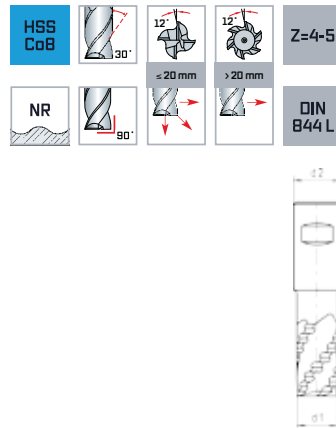 HSS
Co8
30°
12°
12°
Z=4-5
≤20 mm
>20 mm
NR
90°
DIN
844 L
d2
d1